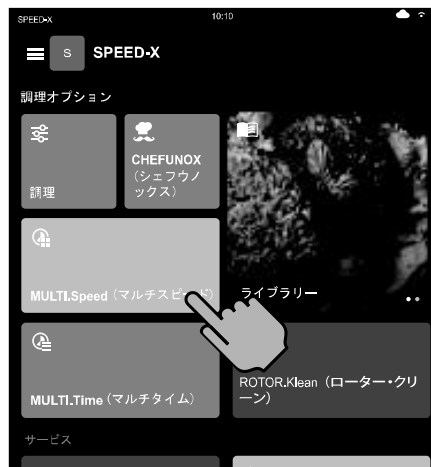 SPEED-X 10:10
S SPEED-X
調理オプション
調理
CHEFUNOX
(シェフウノ
ックス)
MULTI.Speed (マルチスピード)
ライブラリー
MULTI.Time (マルチタイム)
ROTOR.Klean (ローター・クリ
ーン)
サービス